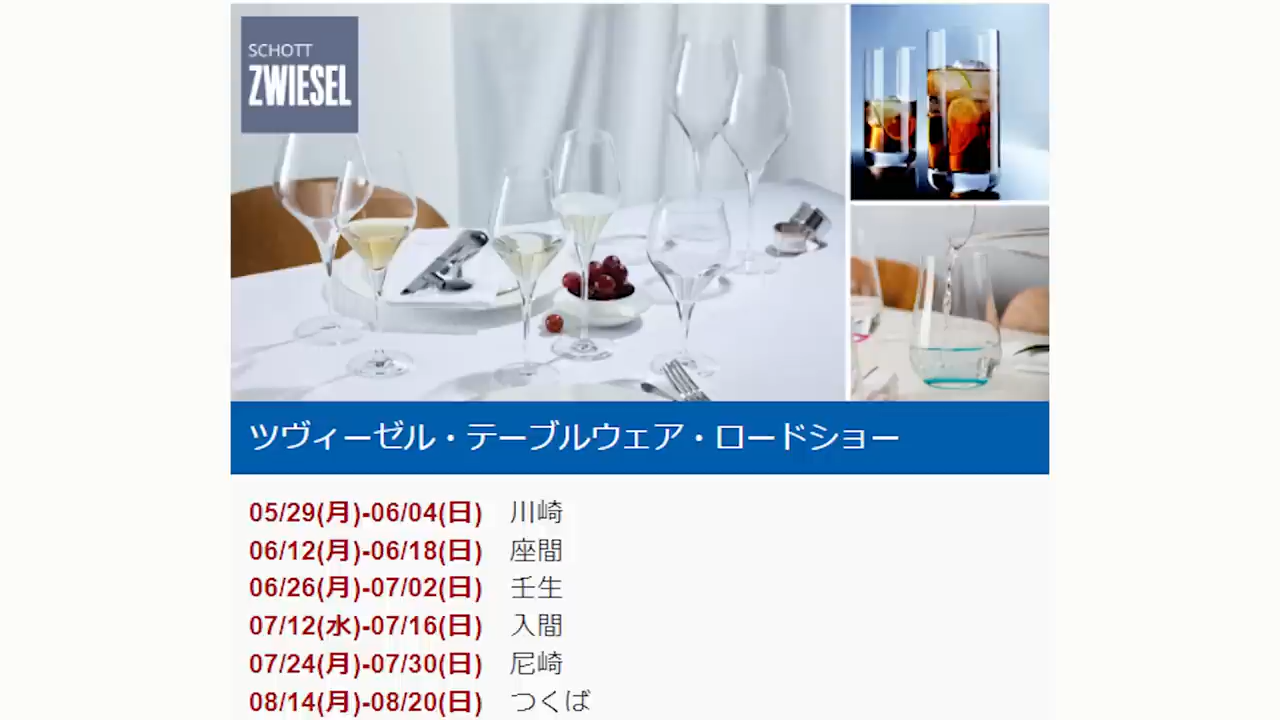 SCHOTT
ZWIESEL
ツヴィーゼル・テーブルウェア・ロードショー
05/29(月)-06/04(日) 川崎
06/12(月)-06/18(日) 座間
06/26(月)-07/02(日) 壬生
07/12(水)-07/16(日) 入間
07/24(月)-07/30(日) 尼崎
08/14(月)-08/20(日) つくば